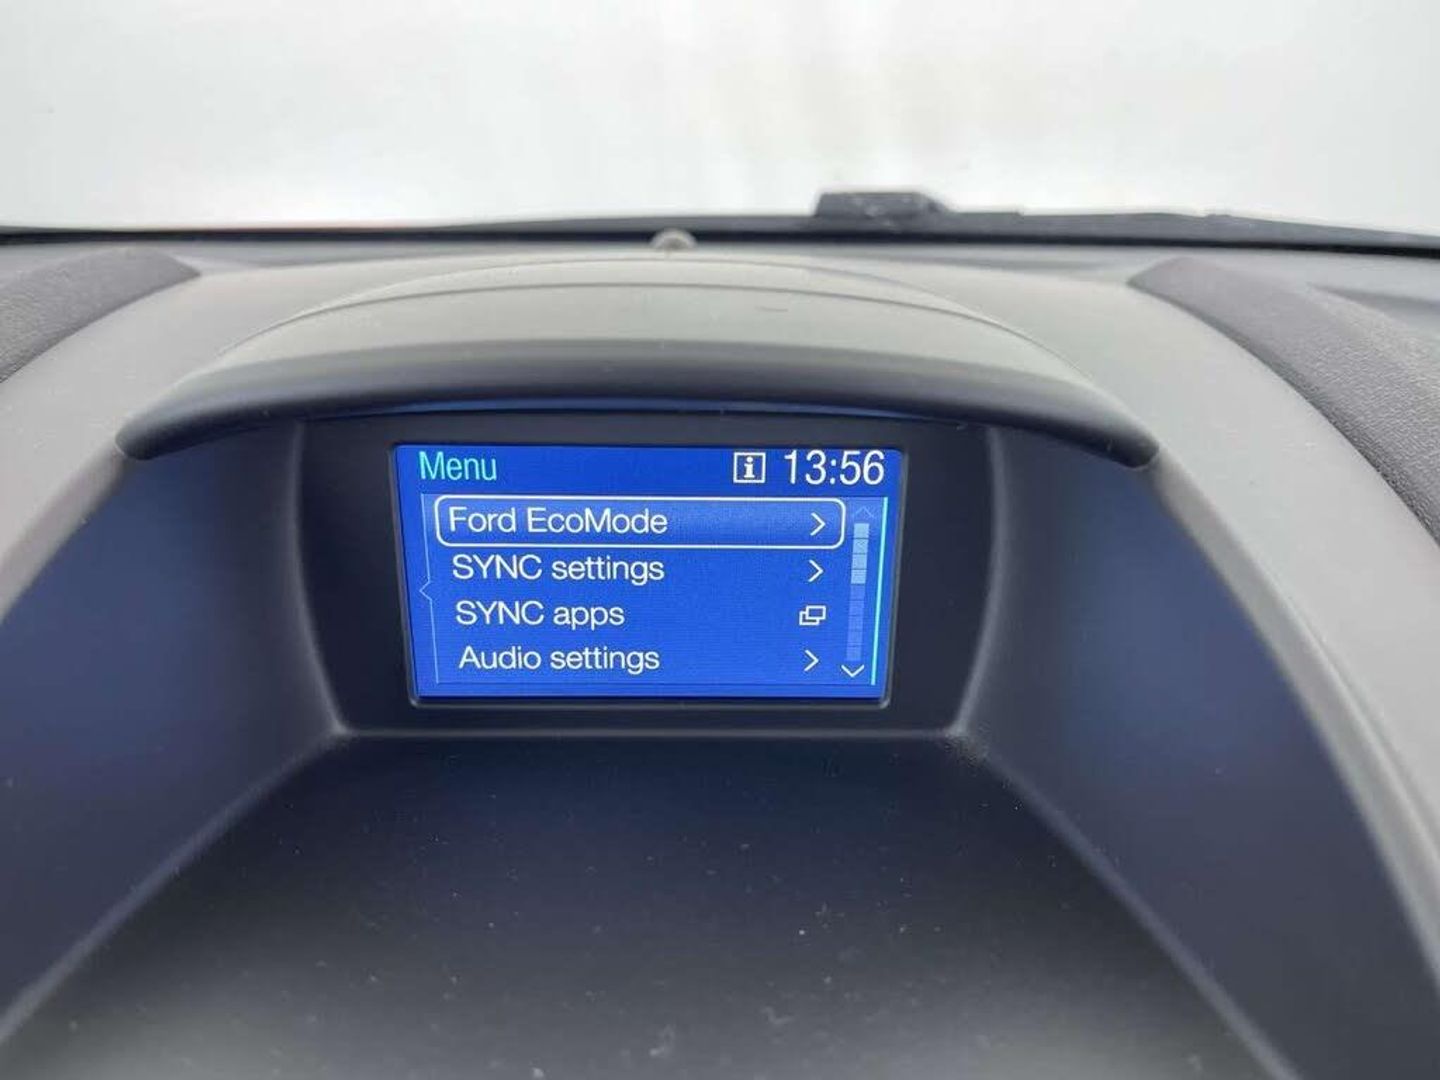 Menu 13:56
Ford EcoMode
SYNC settings
SYNC apps
Audio settings